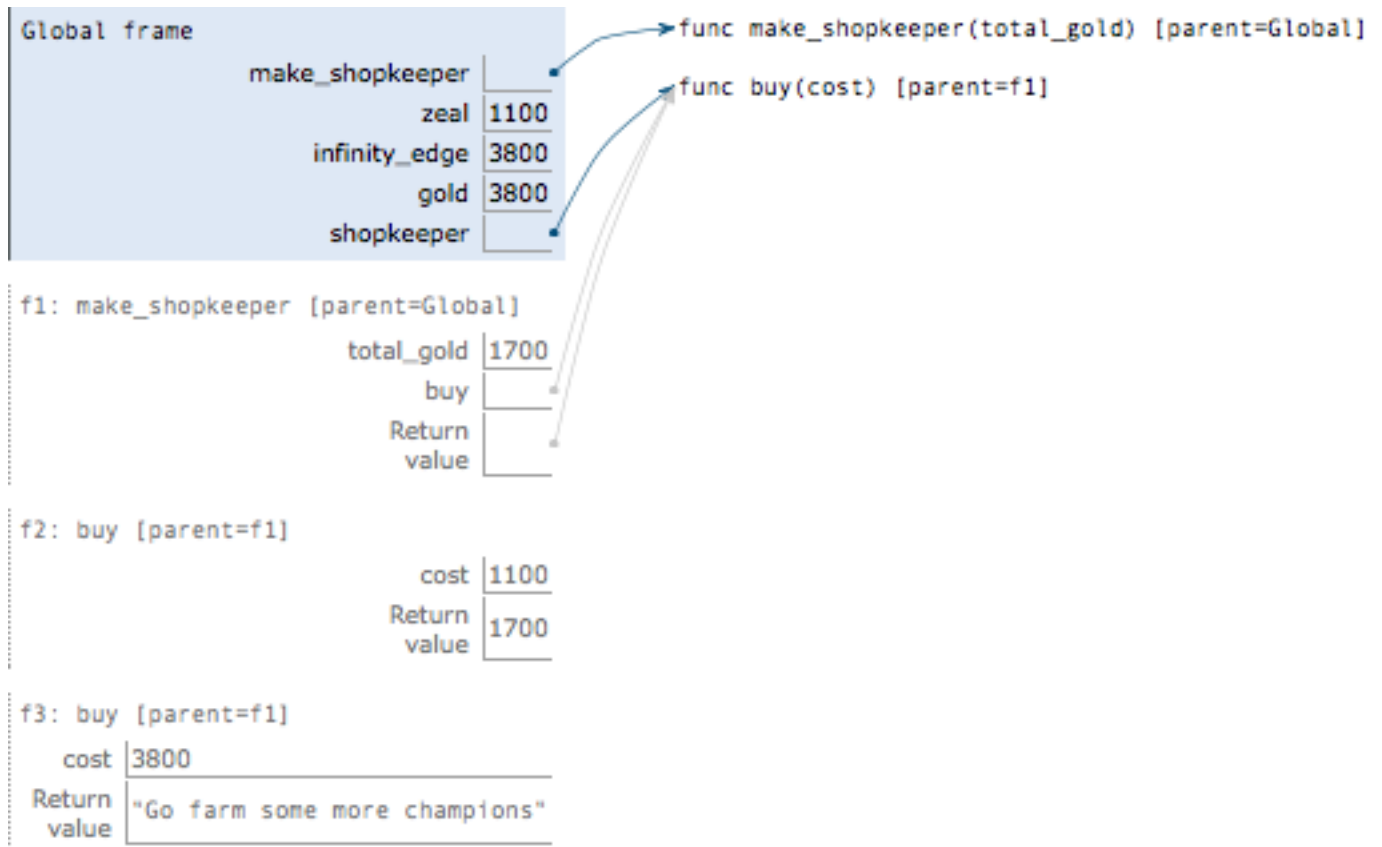 Global frame
func make_shopkeeper(total_gold) [parent=Global]
make_shopkeeper
func buy(cost) [parent=f1]
zeal 1100
infinity_edge 3800
gold 3800
shopkeeper
f1: make_shopkeeper [parent=Global]
total_gold 1700
buy
Return
value
f2: buy [parent=f1]
cost 1100
Return
value 1700
f3: buy [parent=f1]
cost 3800
Return
value "Go farm some more champions"